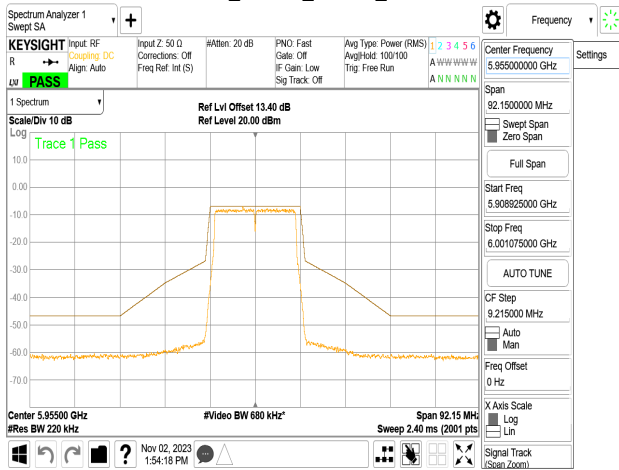 Spectrum Analyzer 1
Swept SA
Frequency
KEYSIGHT
R
LXI
PASS
Input: RF
Coupling: DC
Align: Auto
Input Z: 50 Ω
Corrections: Off
Freq Ref: Int (S)
#Atten: 20 dB
PNO: Fast
Gate: Off
IF Gain: Low
Sig Track: Off
Avg Type: Power (RMS)
Avg|Hold: 100/100
Trig: Free Run
1 2 3 4 5 6
A W W W W W
A N N N N N
Center Frequency
5.955000000 GHz
Settings
Span
92.1500000 MHz
Swept Span
Zero Span
Full Span
Start Freq
5.908925000 GHz
Stop Freq
6.001075000 GHz
AUTO TUNE
CF Step
9.215000 MHz
Auto
Man
Freq Offset
0 Hz
X Axis Scale
Log
Lin
Signal Track
(Span Zoom)
1 Spectrum
Scale/Div 10 dB
Ref Lvl Offset 13.40 dB
Ref Level 20.00 dBm
Log
Trace 1 Pass
10.0
0.00
-10.0
-20.0
-30.0
-40.0
-50.0
-60.0
-70.0
Center 5.95500 GHz
#Video BW 680 kHz*
Span 92.15 MHz
#Res BW 220 kHz
Sweep 2.40 ms (2001 pts
?
Nov 02, 2023
1:54:18 PM